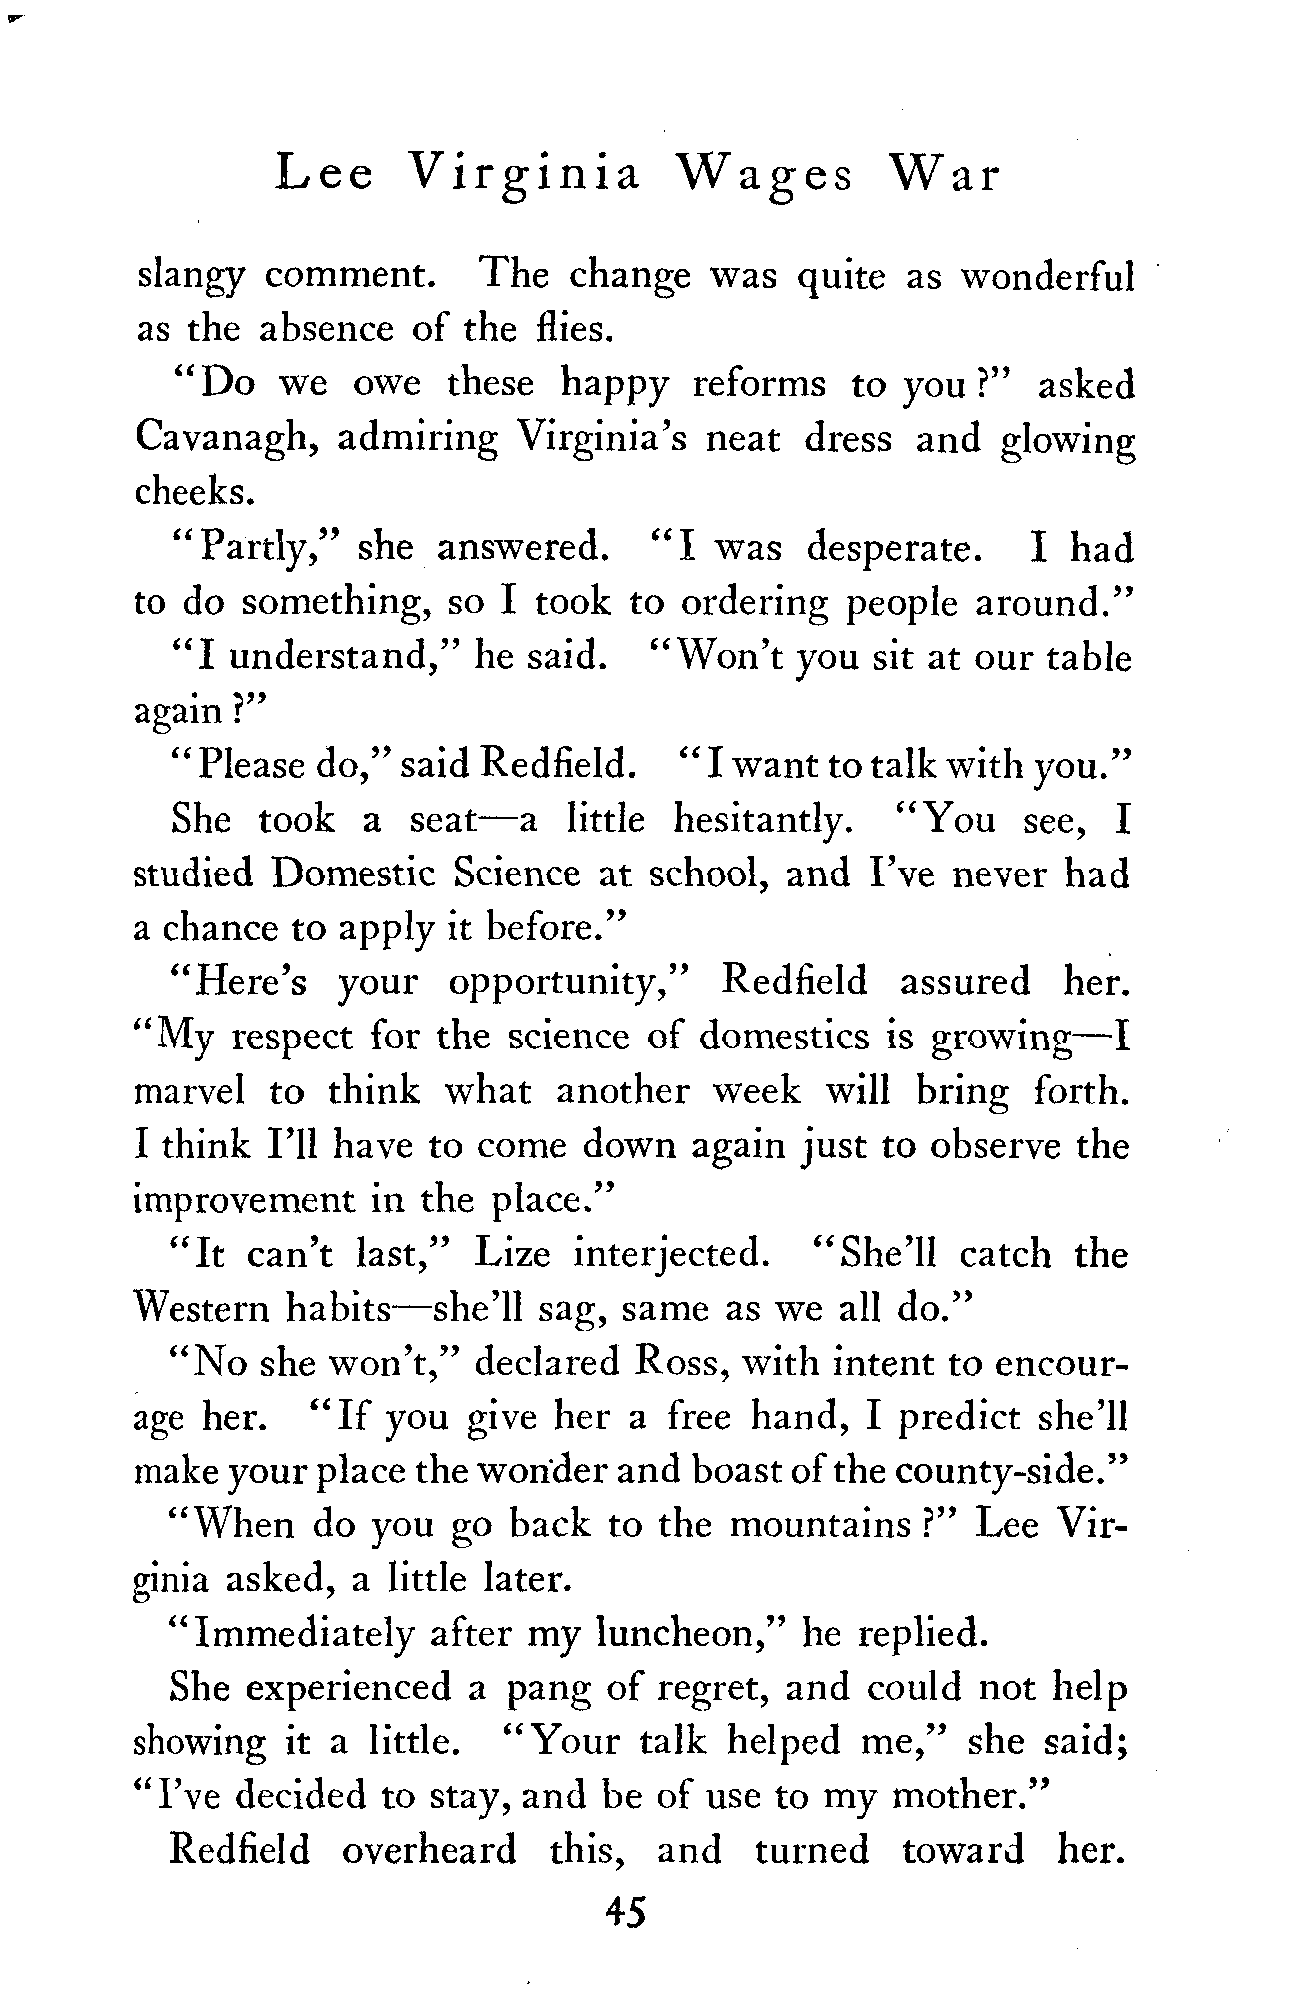 Lee Virginia Wages War
slangy comment. The change was quite as wonderful
as the absence of the flies.
“Do we owe these happy reforms to you?” asked
Cavanagh, admiring Virginia’s neat dress and glowing
cheeks.
“Partly,” she answered. “I was desperate. I had
to do something, so I took to ordering people around.”
“I understand,” he said. “Won’t you sit at our table
again?”
“Please do,” said Redfield. “I want to talk with you.”
She took a seat—a little hesitantly. “You see, I
studied Domestic Science at school, and I’ve never had
a chance to apply it before.”
“Here’s your opportunity,” Redfield assured her.
“My respect for the science of domestics is growing—I
marvel to think what another week will bring forth.
I think I’ll have to come down again just to observe the
improvement in the place.”
“It can’t last,” Lize interjected. “She’ll catch the
Western habits—she’ll sag, same as we all do.”
“No she won’t,” declared Ross, with intent to encour-
age her. “If you give her a free hand, I predict she’ll
make your place the wonder and boast of the county-side.”
“When do you go back to the mountains?” Lee Vir-
ginia asked, a little later.
“Immediately after my luncheon,” he replied.
She experienced a pang of regret, and could not help
showing it a little. “Your talk helped me,” she said;
“I’ve decided to stay, and be of use to my mother.”
Redfield overheard this, and turned toward her.
45